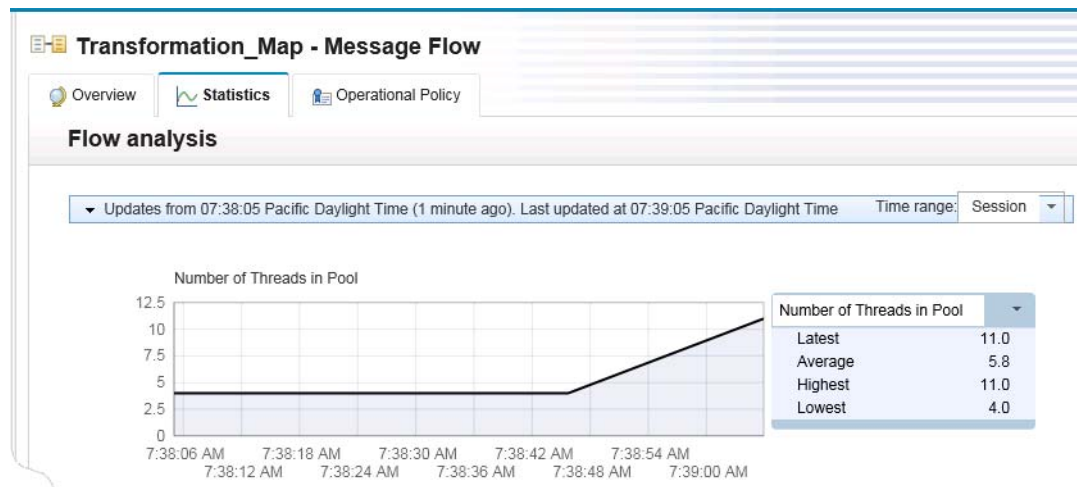 Transformation_Map - Message Flow
Overview Statistics Operational Policy
Flow analysis
Updates from 07:38:05 Pacific Daylight Time (1 minute ago). Last updated at 07:39:05 Pacific Daylight Time Time range: Session
Number of Threads in Pool
12.5
10
7.5
5
2.5
0
7:38:06 AM 7:38:18 AM 7:38:30 AM 7:38:42 AM 7:38:54 AM
7:38:12 AM 7:38:24 AM 7:38:36 AM 7:38:48 AM 7:39:00 AM
Number of Threads in Pool
Latest 11.0
Average 5.8
Highest 11.0
Lowest 4.0